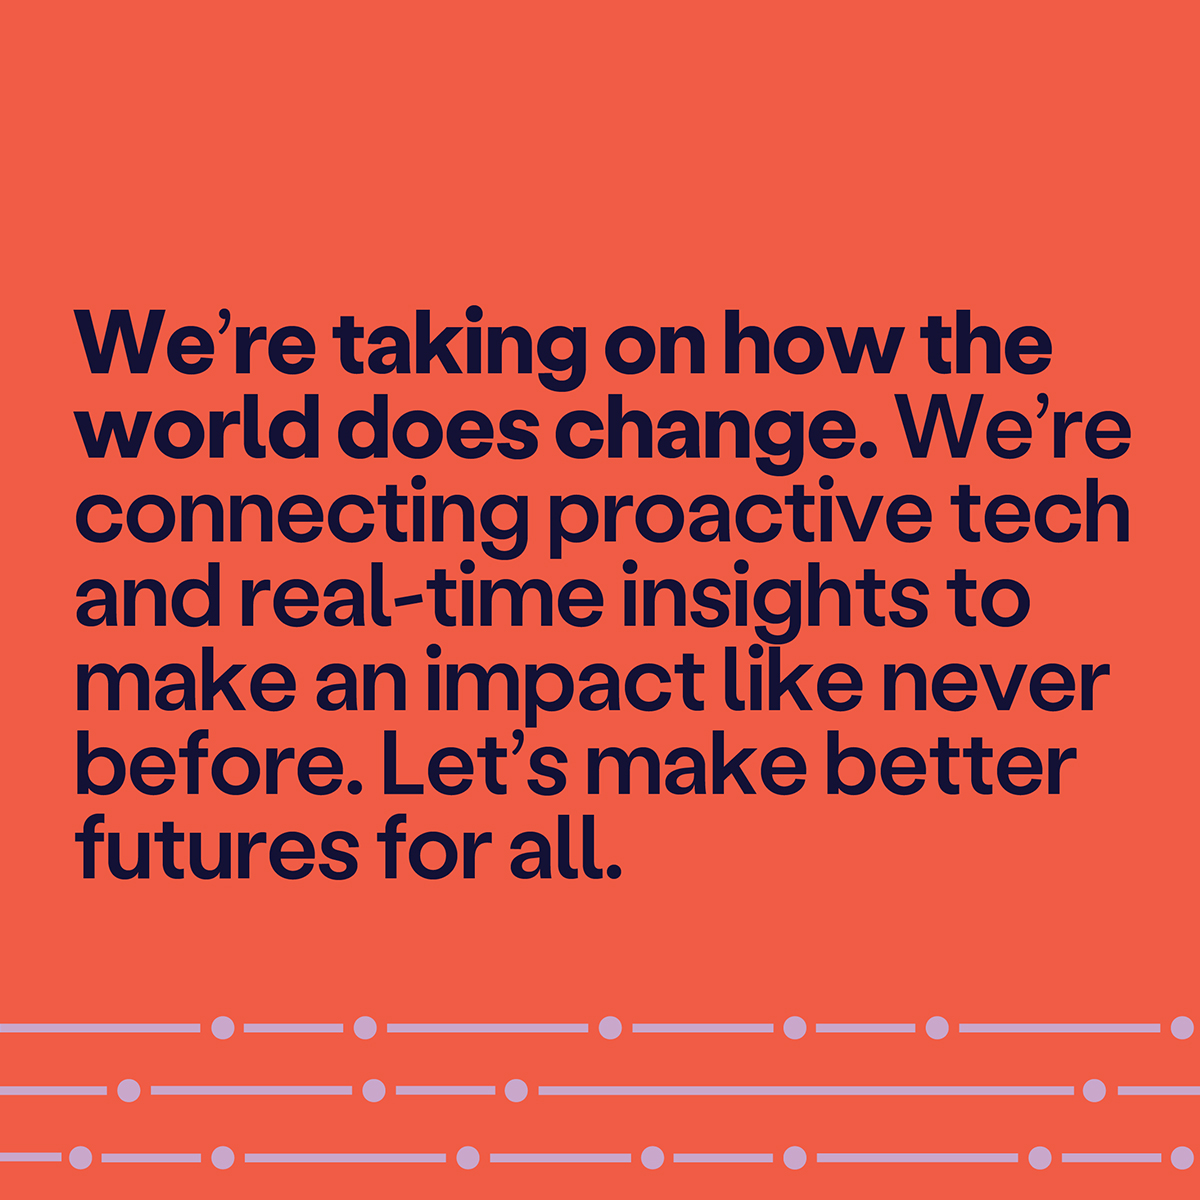 We’re taking on how the
world does change. We’re
connecting proactive tech
and real-time insights to
make an impact like never
before. Let’s make better
futures for all.